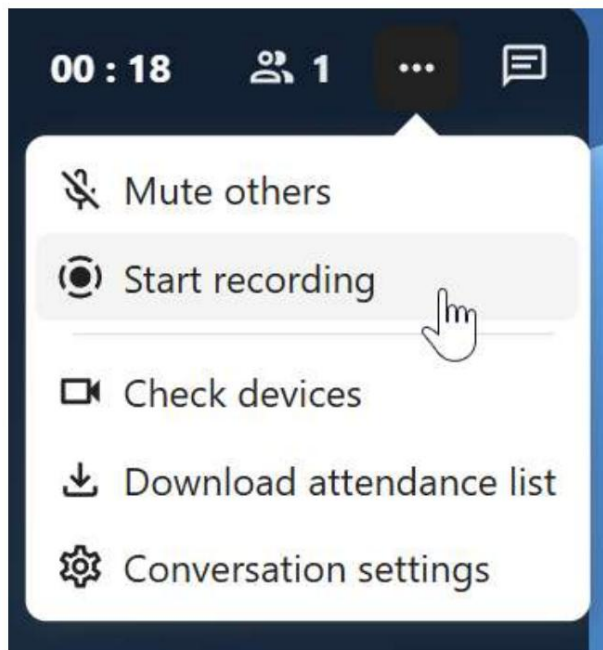 00 : 18 1
Mute others
Start recording
Check devices
Download attendance list
Conversation settings